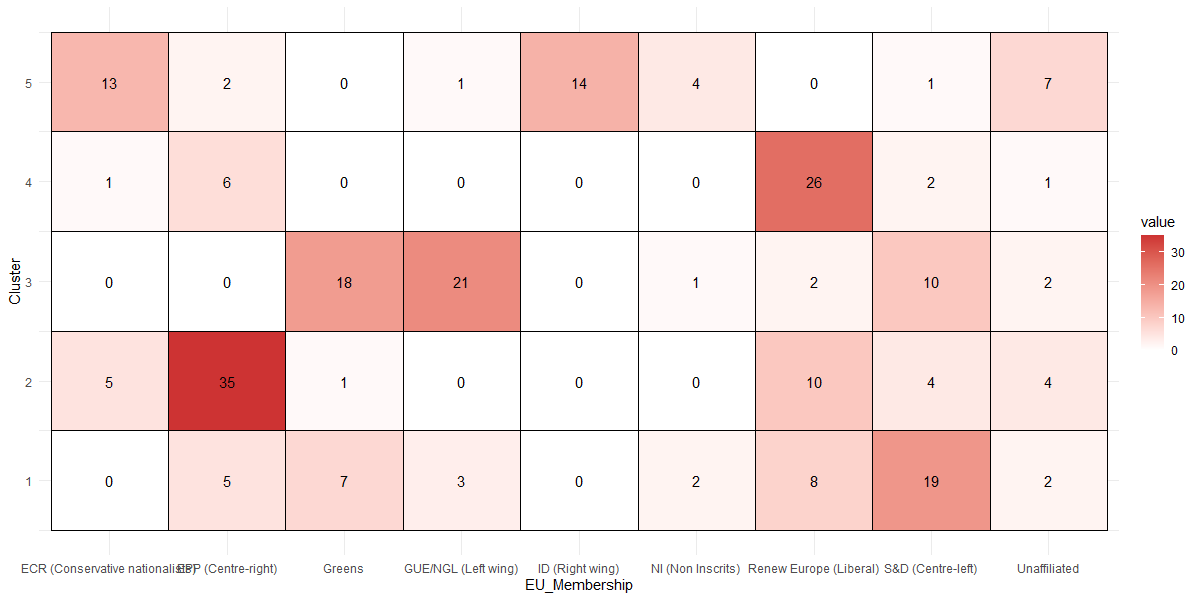 5 13 2 0 1 14 4 0 1 7
4 1 6 0 0 0 0 26 2 1
3 0 0 18 21 0 1 2 10 2
2 5 35 1 0 0 0 10 4 4
1 0 5 7 3 0 2 8 19 2
Cluster
ECR (Conservative nationalists) EPP (Centre-right) Greens GUE/NGL (Left wing) ID (Right wing) NI (Non Inscrits) Renew Europe (Liberal) S&D (Centre-left) Unaffiliated
EU_Membership
value
30
20
10
0